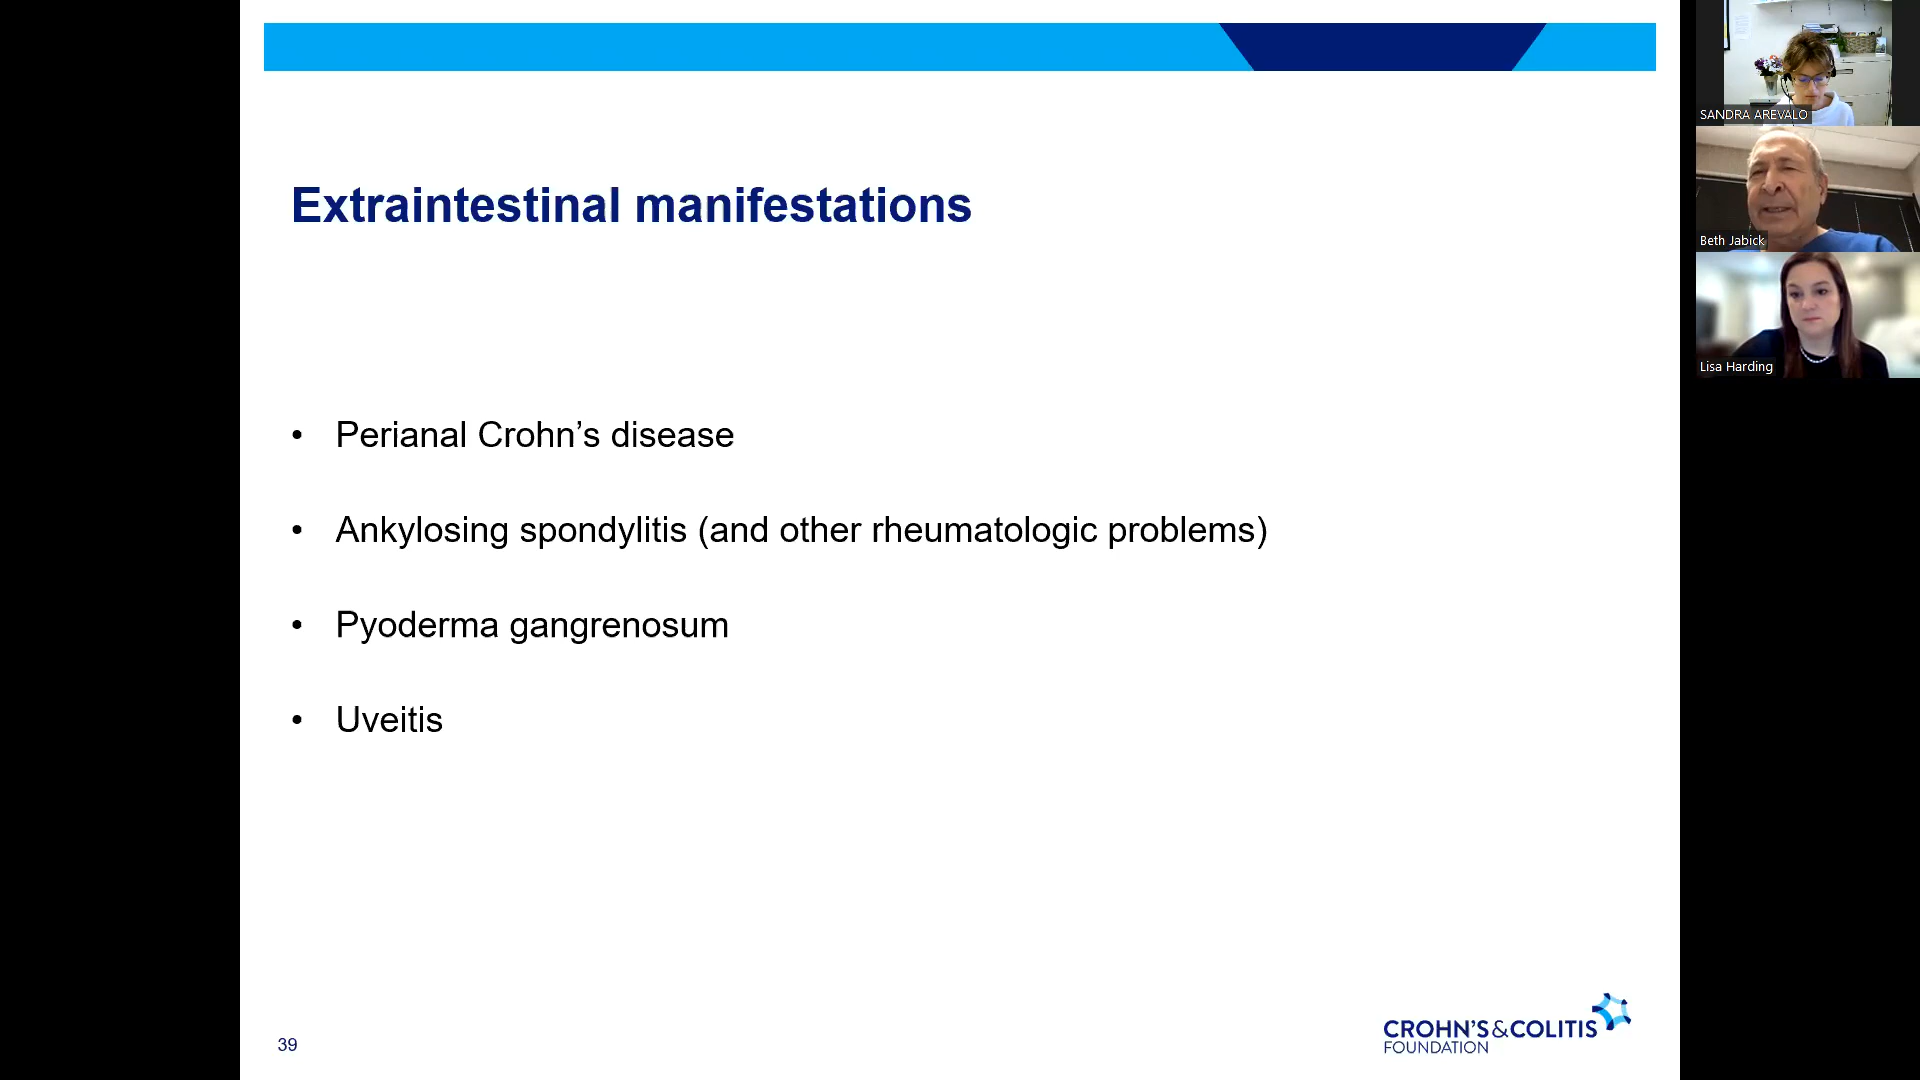 Extraintestinal manifestations
• Perianal Crohn’s disease
• Ankylosing spondylitis (and other rheumatologic problems)
• Pyoderma gangrenosum
• Uveitis
39
CROHN’S & COLITIS
FOUNDATION
SANDRA AREVALO
Beth Jabick
Lisa Harding